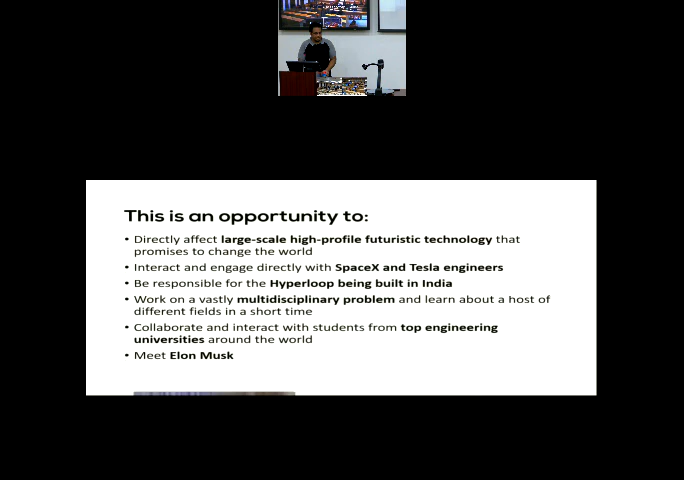 This is an opportunity to:
• Directly affect large-scale high-profile futuristic technology that
promises to change the world
• Interact and engage directly with SpaceX and Tesla engineers
• Be responsible for the Hyperloop being built in India
• Work on a vastly multidisciplinary problem and learn about a host of
different fields in a short time
• Collaborate and interact with students from top engineering
universities around the world
• Meet Elon Musk